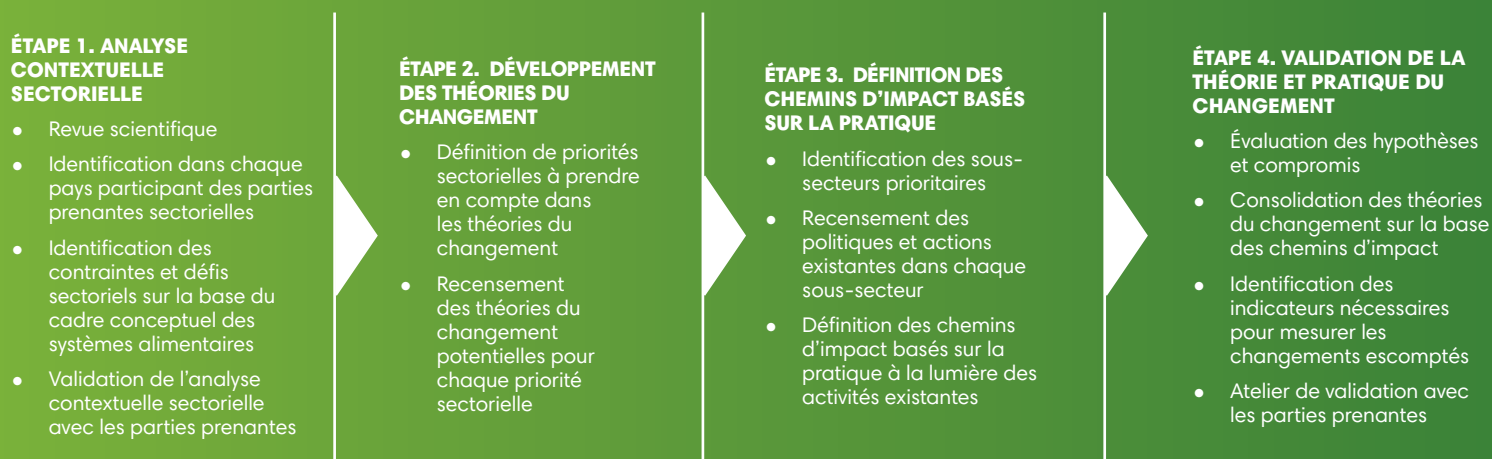 ÉTAPE 1. ANALYSE
CONTEXTUELLE
SECTORIELLE
● Revue scientifique
● Identification dans chaque
pays participant des parties
prenantes sectorielles
● Identification des
contraintes et défis
sectoriels sur la base du
cadre conceptuel des
systèmes alimentaires
● Validation de l'analyse
contextuelle sectorielle
avec les parties prenantes
ÉTAPE 2. DÉVELOPPEMENT
DES THÉORIES DU
CHANGEMENT
● Définition de priorités
sectorielles à prendre
en compte dans
les théories du
changement
● Recensement
des théories du
changement
potentielles pour
chaque priorité
sectorielle
ÉTAPE 3. DÉFINITION DES
CHEMINS D'IMPACT BASÉS
SUR LA PRATIQUE
● Identification des sous-
secteurs prioritaires
● Recensement des
politiques et actions
existantes dans chaque
sous-secteur
● Définition des chemins
d'impact basés sur la
pratique à la lumière des
activités existantes
ÉTAPE 4. VALIDATION DE LA
THÉORIE ET PRATIQUE DU
CHANGEMENT
● Évaluation des hypothèses
et compromis
● Consolidation des théories
du changement sur la base
des chemins d'impact
● Identification des
indicateurs nécessaires
pour mesurer les
changements escomptés
● Atelier de validation avec
les parties prenantes